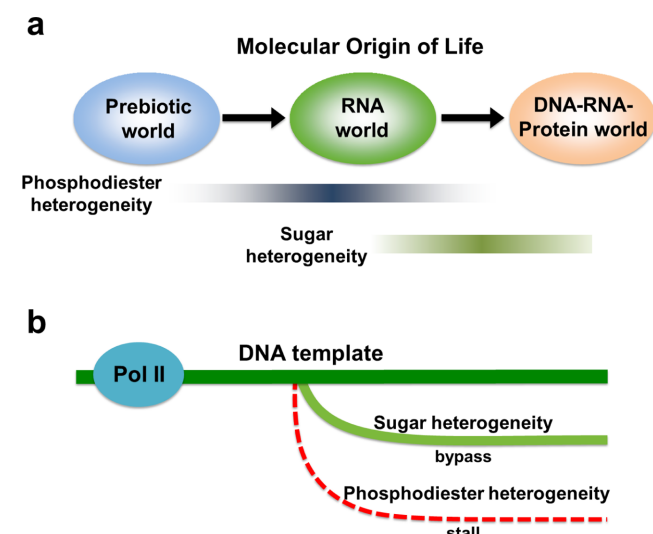 a
Molecular Origin of Life
Prebiotic
world
RNA
world
DNA-RNA-
Protein world
Phosphodiester
heterogeneity
Sugar
heterogeneity
b
DNA template
Pol II
Sugar heterogeneity
bypass
Phosphodiester heterogeneity
stall